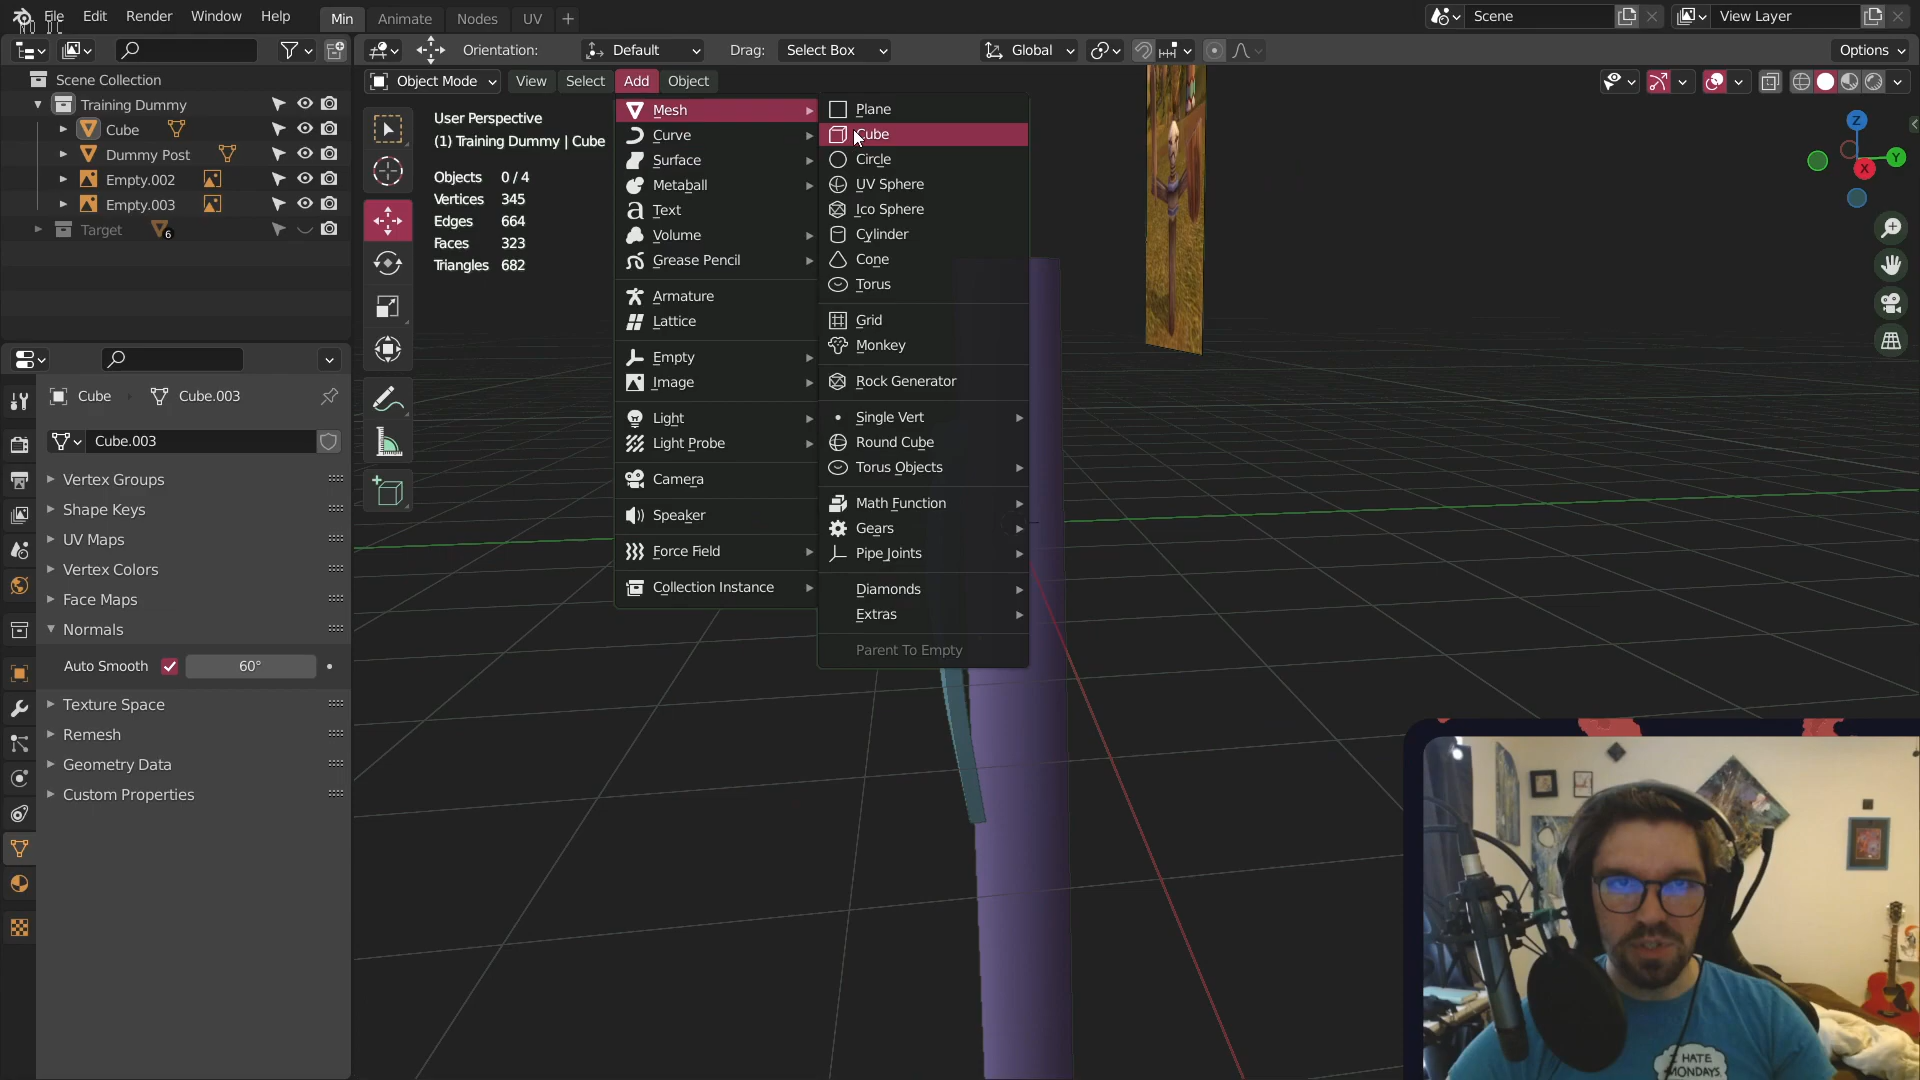 File Edit Render Window Help Min Animate Nodes UV + Scene View Layer
Orientation: Default Drag: Select Box Global Options
Object Mode View Select Add Object
Scene Collection
Training Dummy
Cube
Dummy Post
Empty.002
Empty.003
Target 6
Cube Cube.003
Cube.003
Vertex Groups
Shape Keys
UV Maps
Vertex Colors
Face Maps
Normals
Auto Smooth 60°
Texture Space
Remesh
Geometry Data
Custom Properties
User Perspective
(1) Training Dummy | Cube
Objects 0 / 4
Vertices 345
Edges 664
Faces 323
Triangles 682
Mesh
Curve
Surface
Metaball
Text
Volume
Grease Pencil
Armature
Lattice
Empty
Image
Light
Light Probe
Camera
Speaker
Force Field
Collection Instance
Plane
Cube
Circle
UV Sphere
Ico Sphere
Cylinder
Cone
Torus
Grid
Monkey
Rock Generator
Single Vert
Round Cube
Torus Objects
Math Function
Gears
Pipe Joints
Diamonds
Extras
Parent To Empty
Z
Y
X
I HATE
MONDAYS